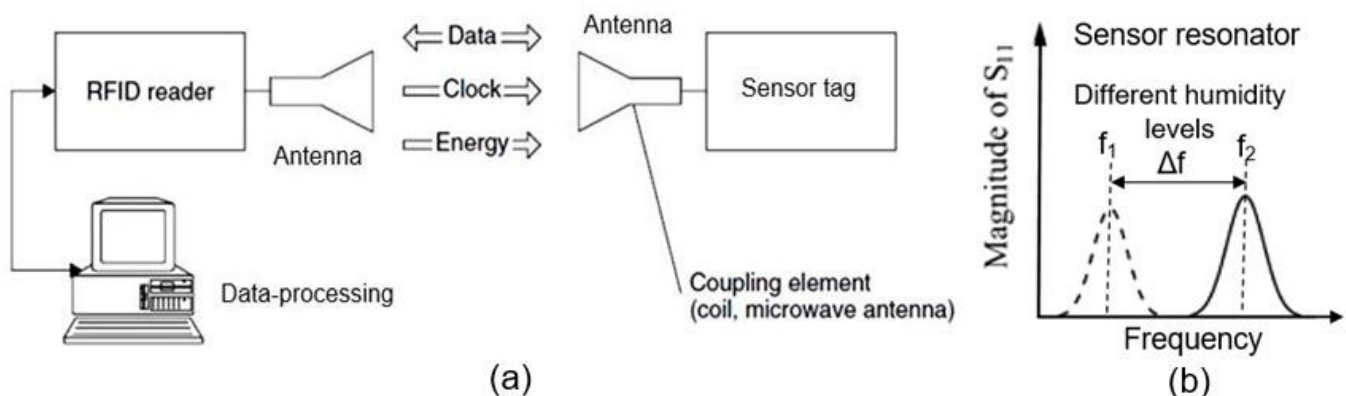 RFID reader
Antenna
Data
Clock
Energy
Antenna
Sensor tag
Data-processing
Coupling element
(coil, microwave antenna)
(a)
Sensor resonator
Different humidity
levels
f₁
Δf
f₂
Magnitude of S₁₁
Frequency
(b)